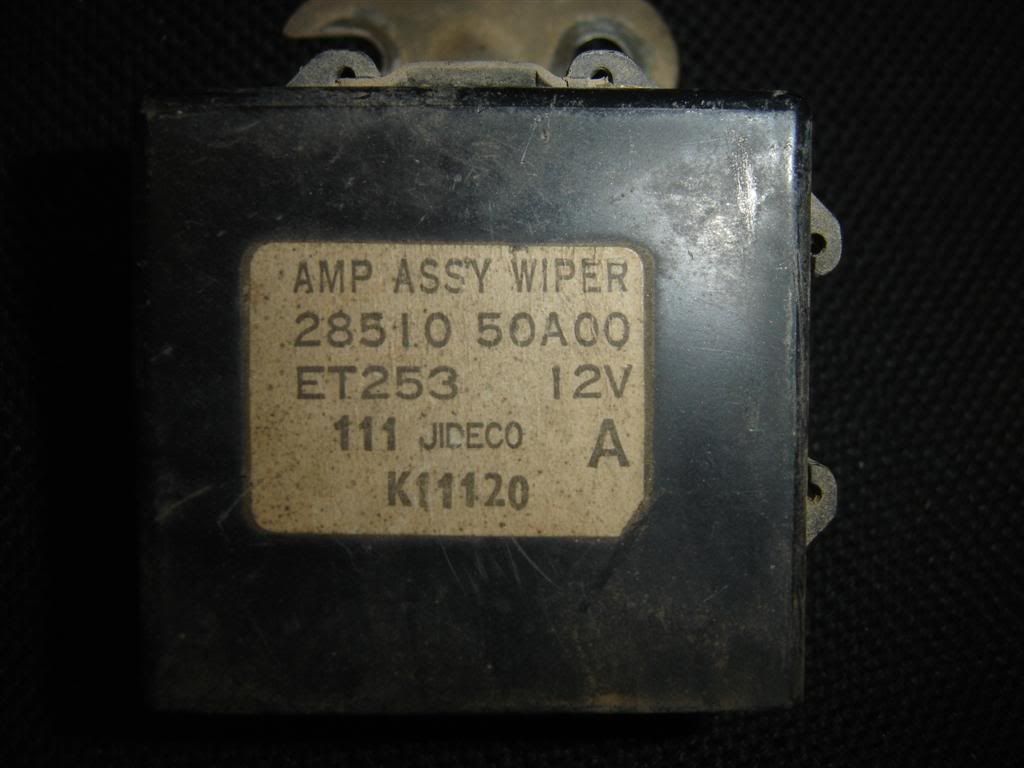 AMP ASSY WIPER
28510 50A00
ET253 12V
111 JIDECO A
K11120